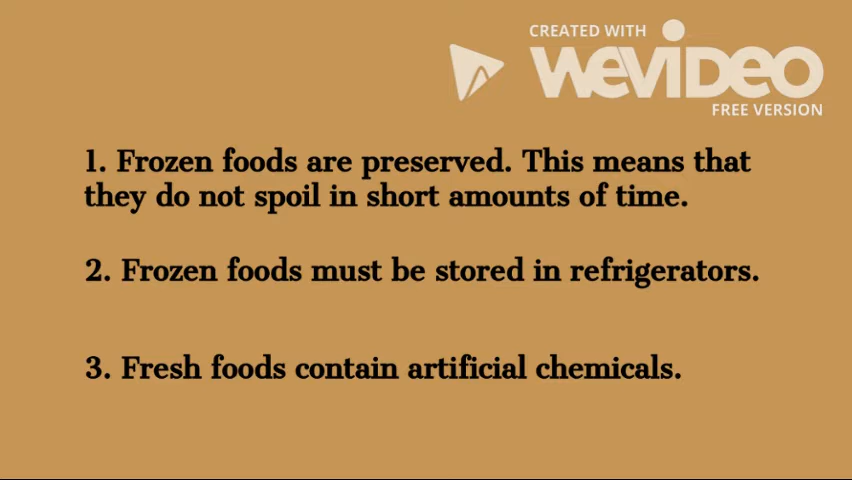 CREATED WITH
WEVIDEO
FREE VERSION
1. Frozen foods are preserved. This means that
they do not spoil in short amounts of time.
2. Frozen foods must be stored in refrigerators.
3. Fresh foods contain artificial chemicals.